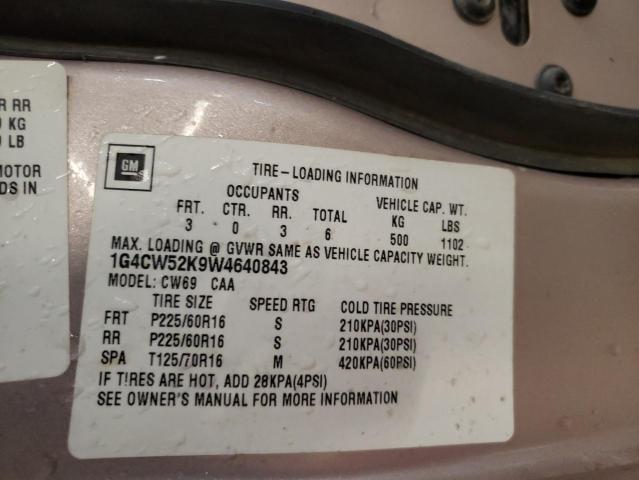 R RR
KG
LB
MOTOR
DS IN
GM
TIRE-LOADING INFORMATION
OCCUPANTS VEHICLE CAP. WT.
FRT. CTR. RR. TOTAL KG LBS
3 0 3 6 500 1102
MAX. LOADING @ GVWR SAME AS VEHICLE CAPACITY WEIGHT.
1G4CW52K9W4640843
MODEL: CW69 CAA
TIRE SIZE SPEED RTG COLD TIRE PRESSURE
FRT P225/60R16 S 210KPA(30PSI)
RR P225/60R16 S 210KPA(30PSI)
SPA T125/70R16 M 420KPA(60PSI)
IF TIRES ARE HOT, ADD 28KPA(4PSI)
SEE OWNER'S MANUAL FOR MORE INFORMATION